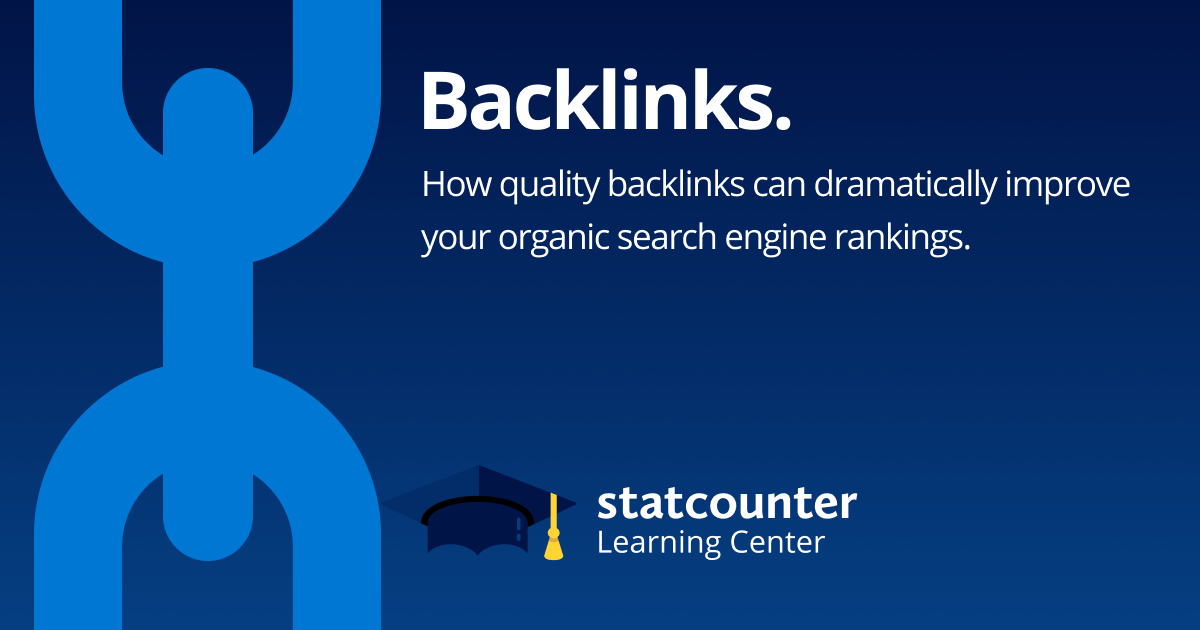 Backlinks.
How quality backlinks can dramatically improve
your organic search engine rankings.
statcounter
Learning Center